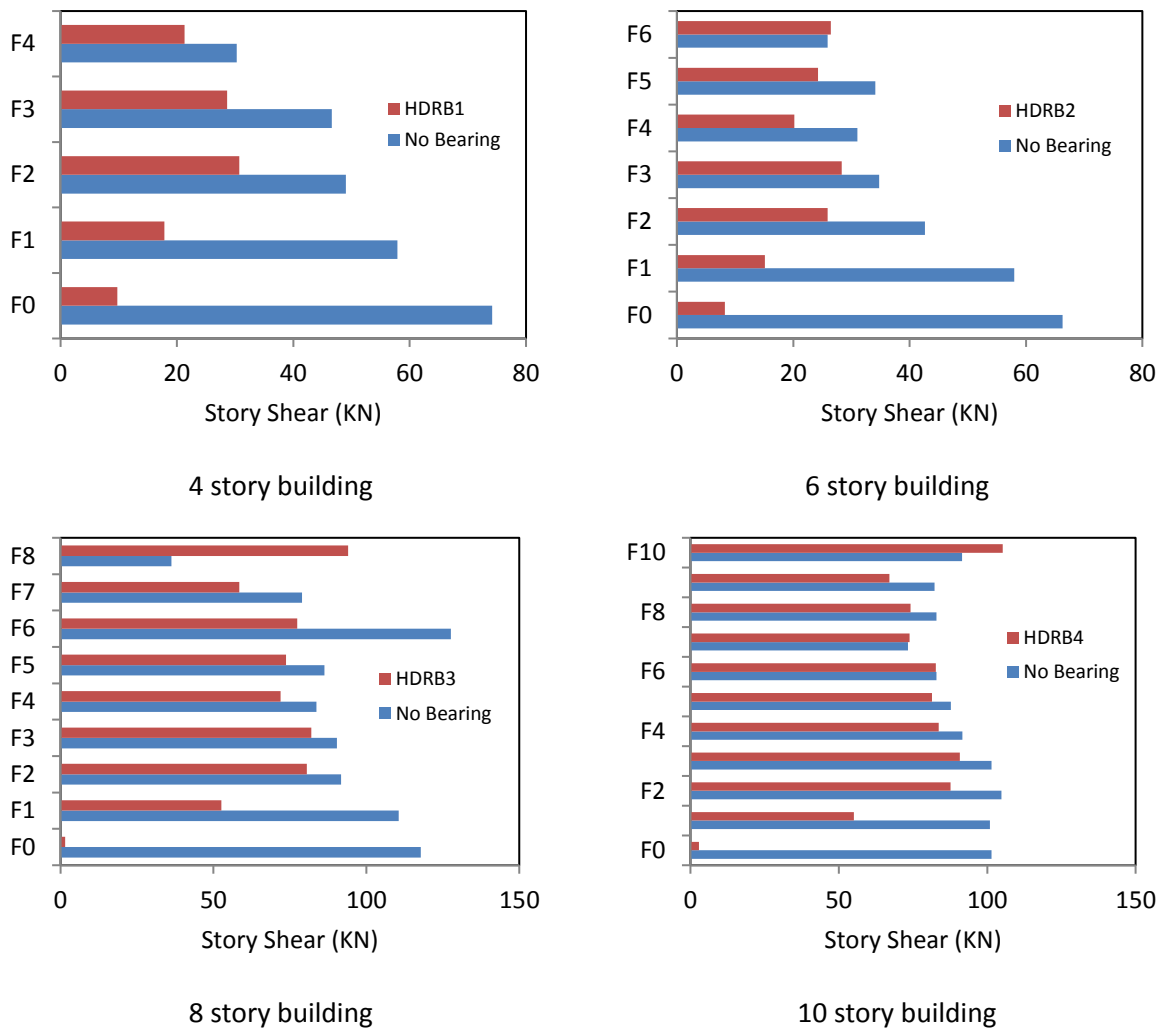 F4
F3
F2
F1
F0
HDRB1
No Bearing
0 20 40 60 80
Story Shear (KN)
4 story building
F6
F5
F4
F3
F2
F1
F0
HDRB2
No Bearing
0 20 40 60 80
Story Shear (KN)
6 story building
F8
F7
F6
F5
F4
F3
F2
F1
F0
HDRB3
No Bearing
0 50 100 150
Story Shear (KN)
8 story building
F10
F8
F6
F4
F2
F0
HDRB4
No Bearing
0 50 100 150
Story Shear (KN)
10 story building